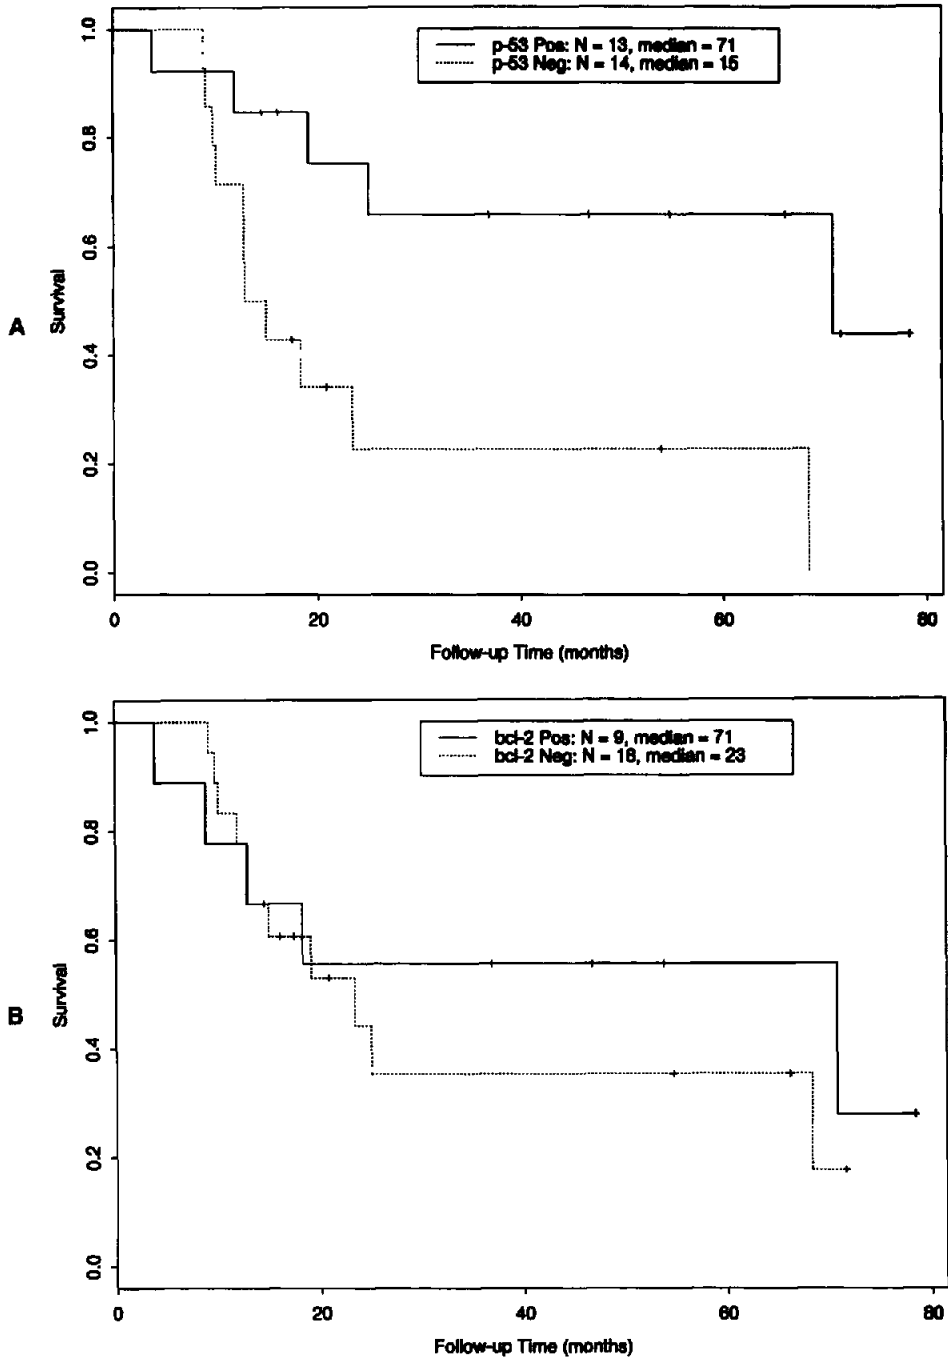 p-53 Pos: N = 13, median = 71
p-53 Neg: N = 14, median = 15
1.0
0.8
0.6
0.4
0.2
0.0
Survival
A
0 20 40 60 80
Follow-up Time (months)
bcl-2 Pos: N = 9, median = 71
bcl-2 Neg: N = 18, median = 23
1.0
0.8
0.6
0.4
0.2
0.0
Survival
B
0 20 40 60 80
Follow-up Time (months)